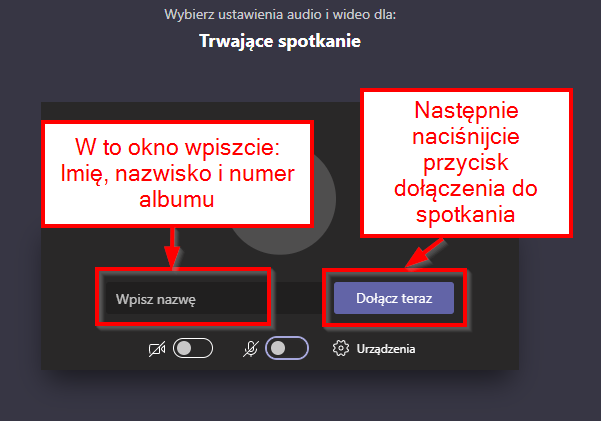 Wybierz ustawienia audio i wideo dla:
Trwające spotkanie
W to okno wpiszcie:
Imię, nazwisko i numer
albumu
Następnie
naciśnijcie
przycisk
dołączenia do
spotkania
Wpisz nazwę
Dołącz teraz
Urządzenia